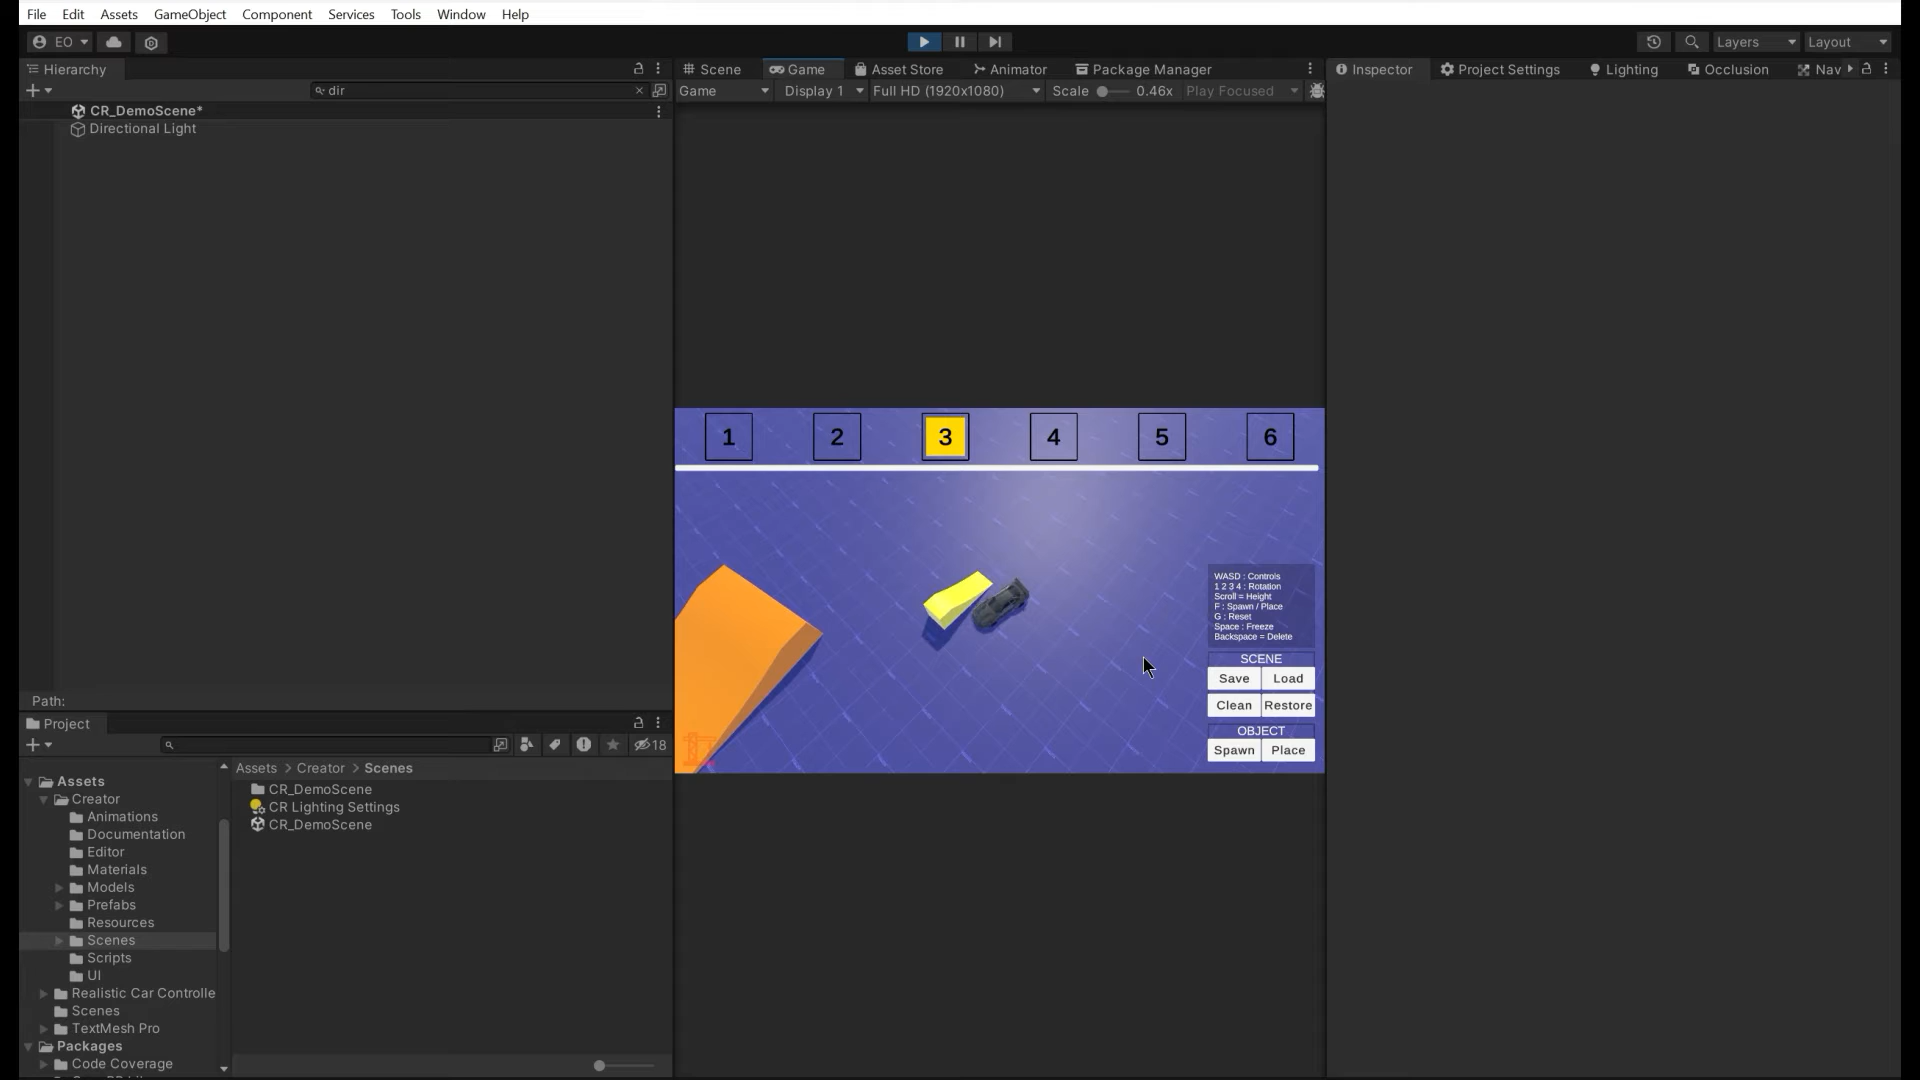 File Edit Assets GameObject Component Services Tools Window Help
EO Layers Layout
Hierarchy Scene Game Asset Store Animator Package Manager Inspector Project Settings Lighting Occlusion Nav
dir Game Display 1 Full HD (1920x1080) Scale 0.46x Play Focused
CR_DemoScene*
Directional Light
1 2 3 4 5 6
WASD : Controls
1 2 3 4 : Rotation
Scroll = Height
F : Spawn / Place
G : Reset
Space : Freeze
Backspace = Delete
SCENE
Save Load
Clean Restore
OBJECT
Spawn Place
Path:
Project
18
Assets > Creator > Scenes
CR_DemoScene
CR Lighting Settings
CR_DemoScene
Assets
Creator
Animations
Documentation
Editor
Materials
Models
Prefabs
Resources
Scenes
Scripts
UI
Realistic Car Controlle
Scenes
TextMesh Pro
Packages
Code Coverage